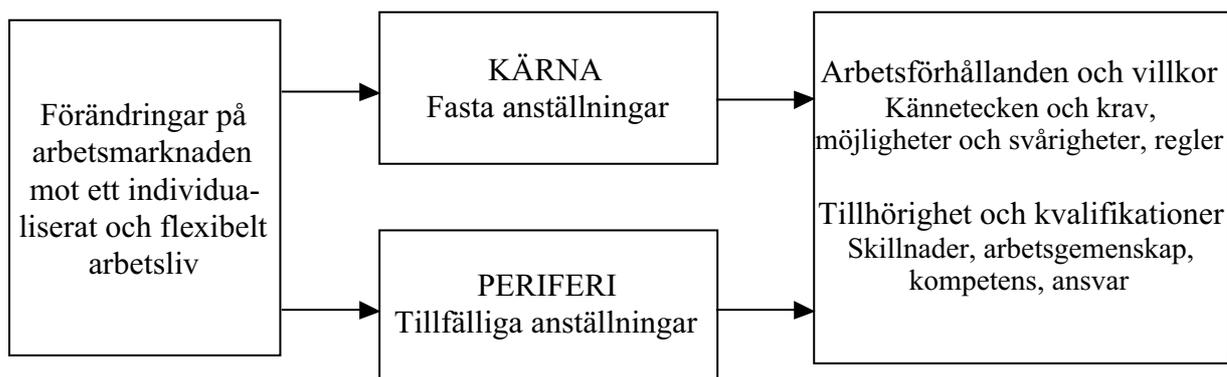 Förändringar på
arbetsmarknaden
mot ett individua-
liserat och flexibelt
arbetsliv
KÄRNA
Fasta anställningar
PERIFERI
Tillfälliga anställningar
Arbetsförhållanden och villkor
Kännetecken och krav,
möjligheter och svårigheter, regler
Tillhörighet och kvalifikationer
Skillnader, arbetsgemenskap,
kompetens, ansvar